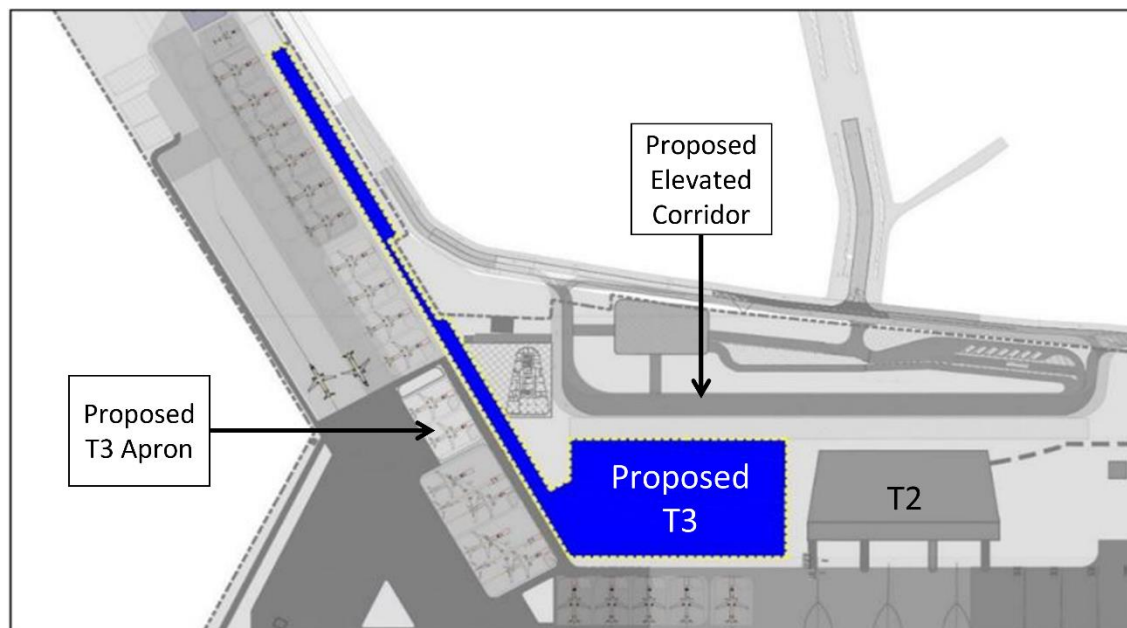 Proposed
Elevated
Corridor
Proposed
T3 Apron
Proposed
T3
T2